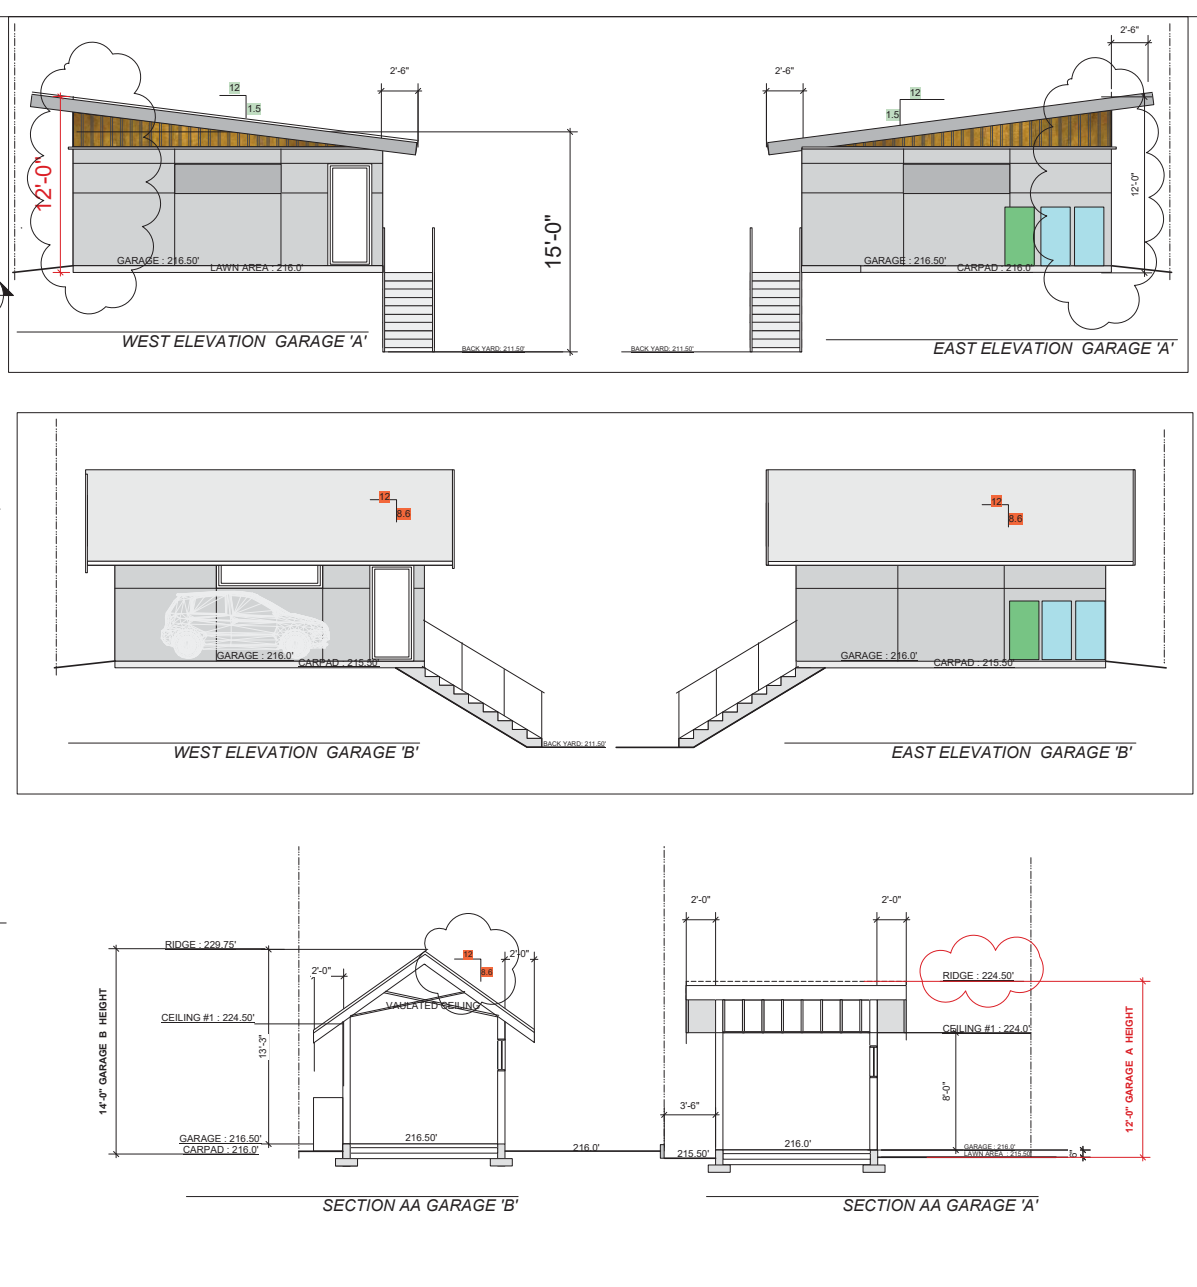 2'-6"
2'-6"
2'-6"
12
1.5
12
1.5
12'-0"
15'-0"
12'-0"
GARAGE : 216.50'
LAWN AREA : 216.0'
GARAGE : 216.50'
CARPAD : 216.0'
BACK YARD: 211.50'
BACK YARD: 211.50'
WEST ELEVATION GARAGE 'A'
EAST ELEVATION GARAGE 'A'
12
8.6
12
8.6
GARAGE : 216.0'
CARPAD : 215.50'
GARAGE : 216.0'
CARPAD : 215.50'
BACK YARD: 211.50'
WEST ELEVATION GARAGE 'B'
EAST ELEVATION GARAGE 'B'
RIDGE : 229.75'
12
8.6
2'-0"
2'-0"
VAULATED CEILING
CEILING #1 : 224.50'
13'-3"
14'-0" GARAGE B HEIGHT
GARAGE : 216.50'
CARPAD : 216.0'
216.50'
216.0'
SECTION AA GARAGE 'B'
2'-0"
2'-0"
RIDGE : 224.50'
CEILING #1 : 224.0'
8'-0"
12'-0" GARAGE A HEIGHT
3'-6"
215.50'
216.0'
GARAGE : 216.0'
LAWN AREA : 215.50'
6"
SECTION AA GARAGE 'A'